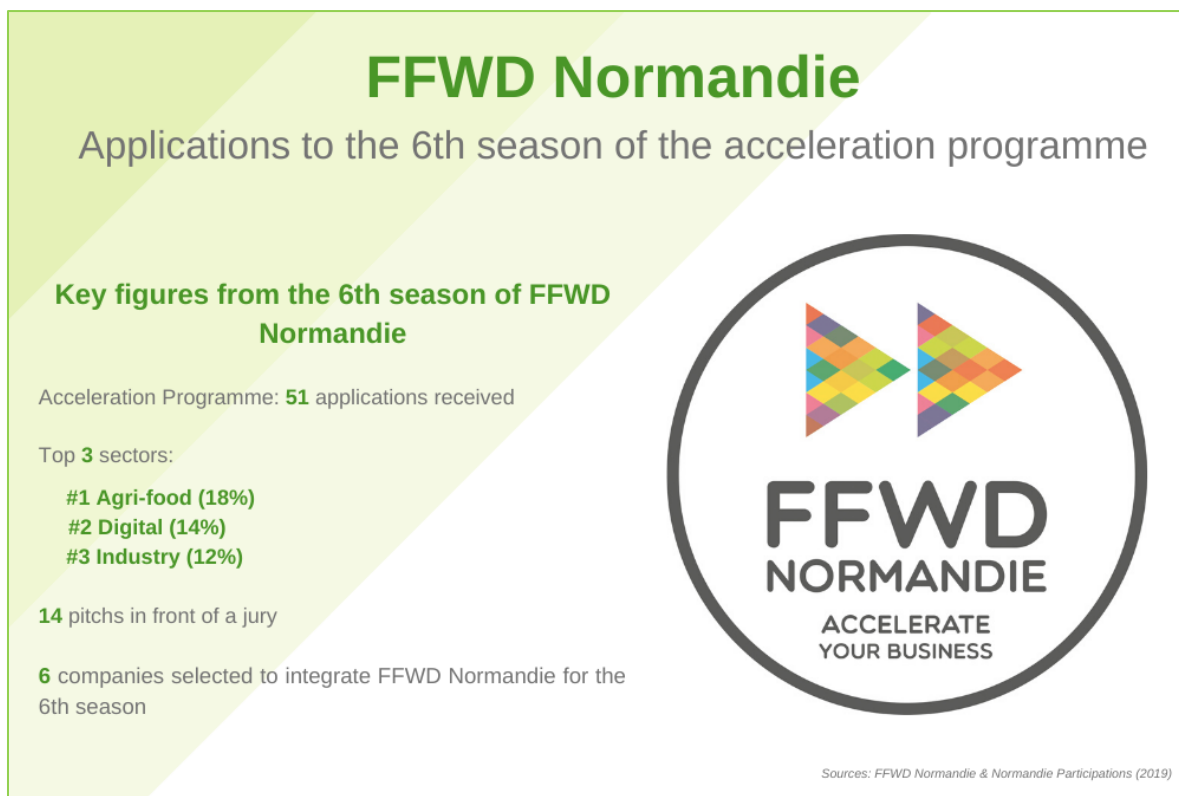 FFWD Normandie
Applications to the 6th season of the acceleration programme
Key figures from the 6th season of FFWD
Normandie
Acceleration Programme: 51 applications received
Top 3 sectors:
#1 Agri-food (18%)
#2 Digital (14%)
#3 Industry (12%)
14 pitchs in front of a jury
6 companies selected to integrate FFWD Normandie for the
6th season
FFWD
NORMANDIE
ACCELERATE
YOUR BUSINESS
Sources: FFWD Normandie & Normandie Participations (2019)